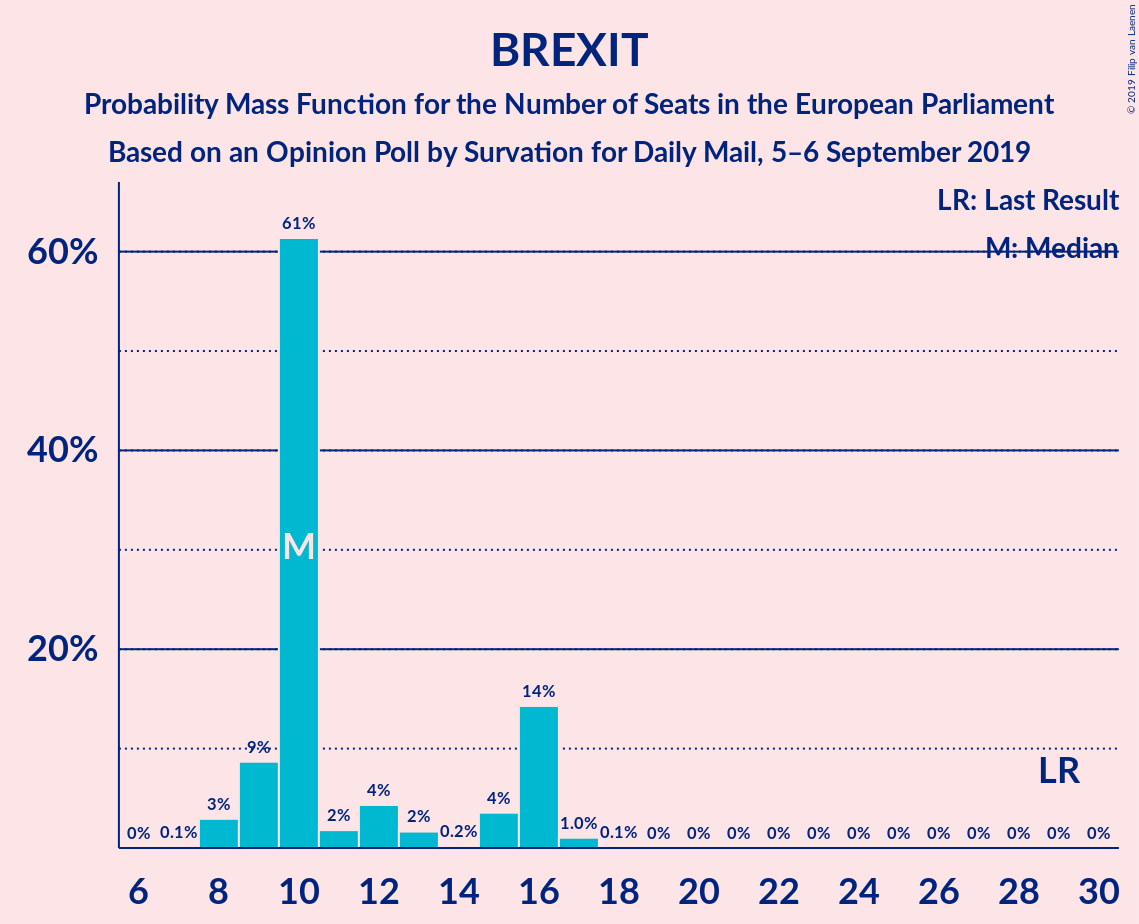 BREXIT
Probability Mass Function for the Number of Seats in the European Parliament
Based on an Opinion Poll by Survation for Daily Mail, 5–6 September 2019
© 2019 Filip van Laenen
LR: Last Result
M: Median
60%
40%
20%
0% 0.1% 3% 9% 61% 2% 4% 2% 0.2% 4% 14% 1.0% 0.1% 0% 0% 0% 0% 0% 0% 0% 0% 0% 0% 0% 0%
M
LR
6 8 10 12 14 16 18 20 22 24 26 28 30